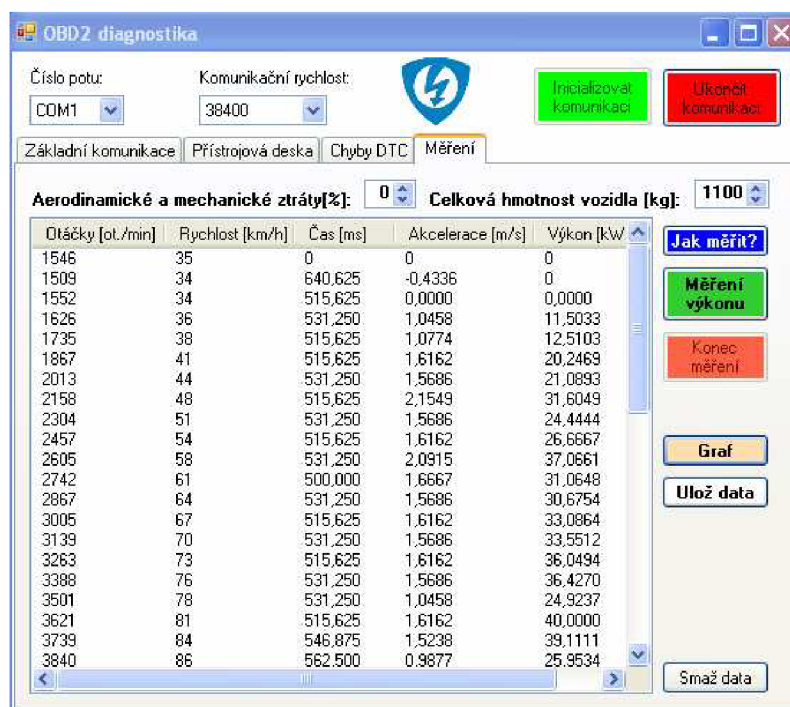 OBD2 diagnostika
Číslo potu: Komunikační rychlost:
COM1 38400
Inicializovat komunikaci
Ukončit komunikaci
Základní komunikace Přístrojová deska Chyby DTC Měření
Aerodinamické a mechanické ztráty[%]: 0 Celková hmotnost vozidla [kg]: 1100
Otáčky [ot./min] Rychlost [km/h] Čas [ms] Akcelerace [m/s] Výkon [kW
1546 35 0 0 0
1509 34 640,625 -0,4336 0
1552 34 515,625 0,0000 0,0000
1626 36 531,250 1,0458 11,5033
1735 38 515,625 1,0774 12,5103
1867 41 515,625 1,6162 20,2469
2013 44 531,250 1,5686 21,0893
2158 48 515,625 2,1549 31,6049
2304 51 531,250 1,5686 24,4444
2457 54 515,625 1,6162 26,6667
2605 58 531,250 2,0915 37,0661
2742 61 500,000 1,6667 31,0648
2867 64 531,250 1,5686 30,6754
3005 67 515,625 1,6162 33,0864
3139 70 531,250 1,5686 33,5512
3263 73 515,625 1,6162 36,0494
3388 76 531,250 1,5686 36,4270
3501 78 531,250 1,0458 24,9237
3621 81 515,625 1,6162 40,0000
3739 84 546,875 1,5238 39,1111
3840 86 562,500 0,9877 25,9534
Jak měřit?
Měření
výkonu
Konec
měření
Graf
Ulož data
Smaž data